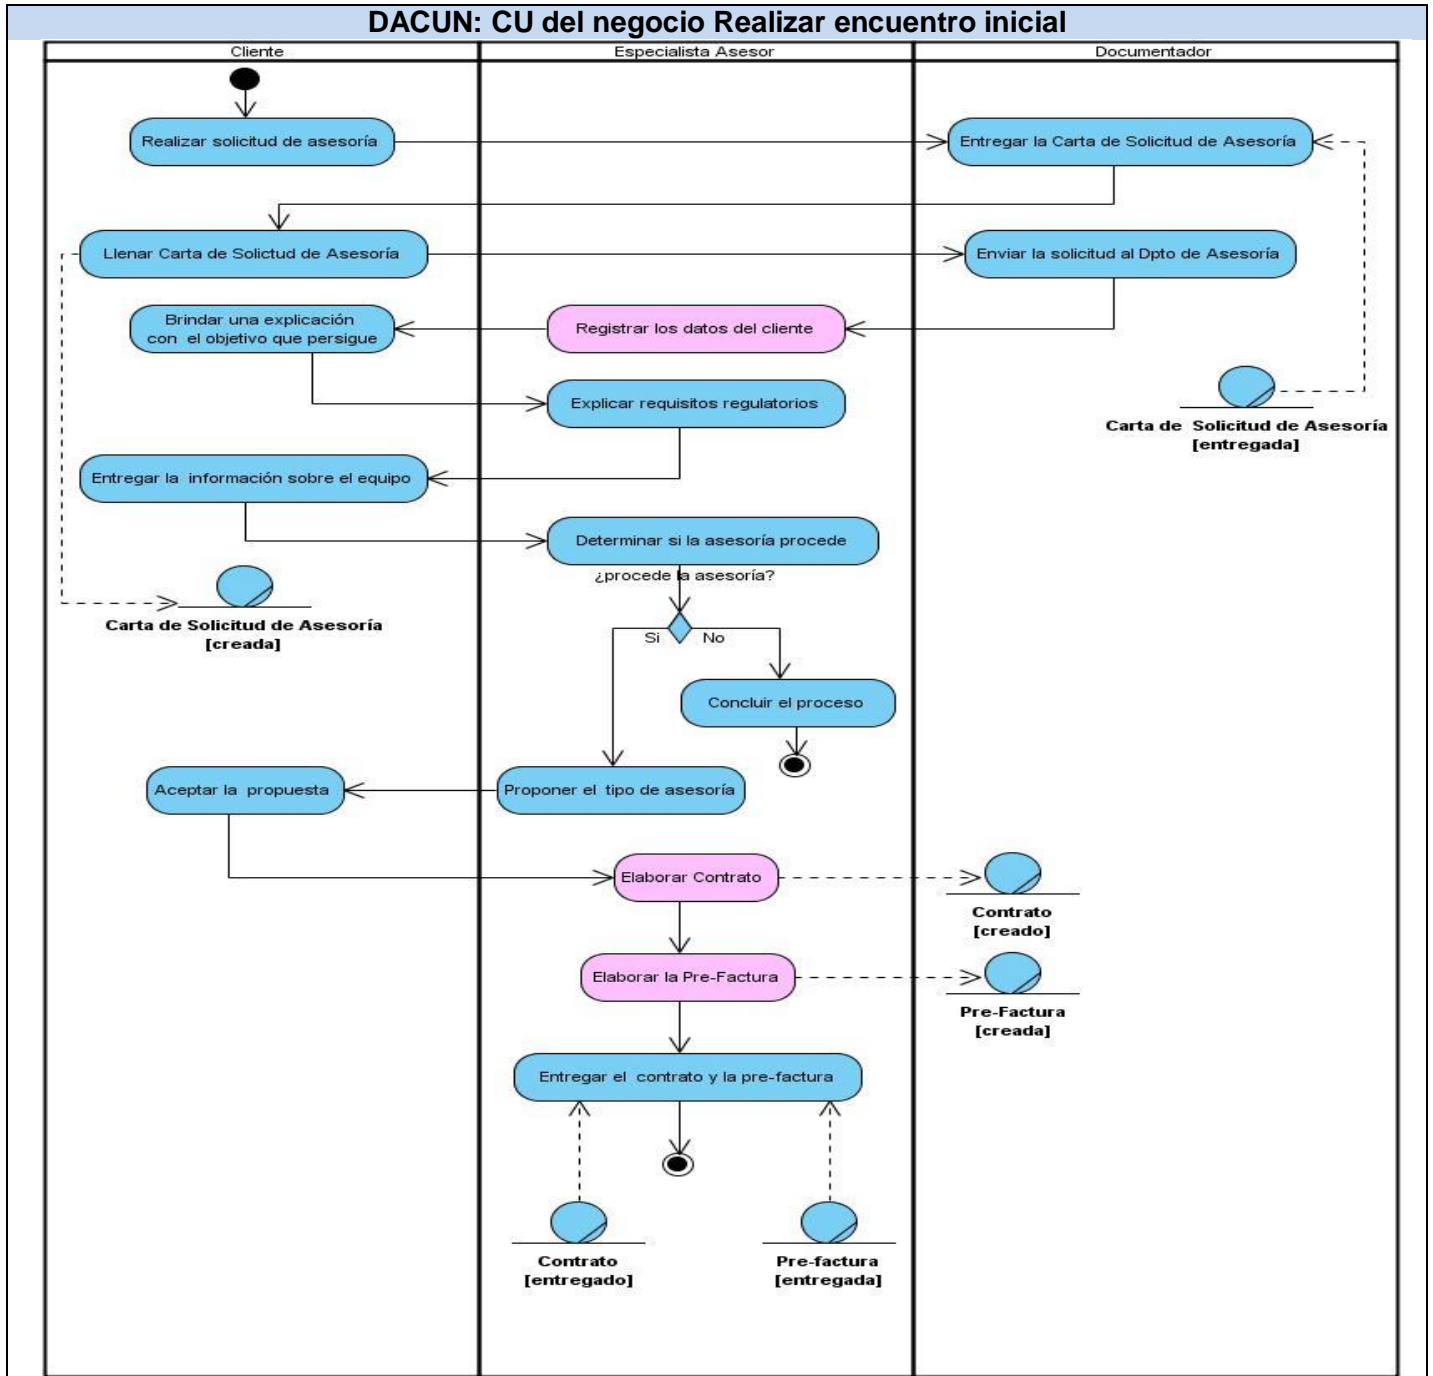 DACUN: CU del negocio Realizar encuentro inicial
Cliente
Especialista Asesor
Documentador
Realizar solicitud de asesoría
Entregar la Carta de Solicitud de Asesoría
Llenar Carta de Solictud de Asesoría
Enviar la solicitud al Dpto de Asesoría
Brindar una explicación
con el objetivo que persigue
Registrar los datos del cliente
Explicar requisitos regulatorios
Carta de Solicitud de Asesoría
[entregada]
Entregar la información sobre el equipo
Determinar si la asesoría procede
¿procede la asesoría?
Carta de Solicitud de Asesoría
[creada]
Si
No
Concluir el proceso
Aceptar la propuesta
Proponer el tipo de asesoría
Elaborar Contrato
Contrato
[creado]
Elaborar la Pre-Factura
Pre-Factura
[creada]
Entregar el contrato y la pre-factura
Contrato
[entregado]
Pre-factura
[entregada]